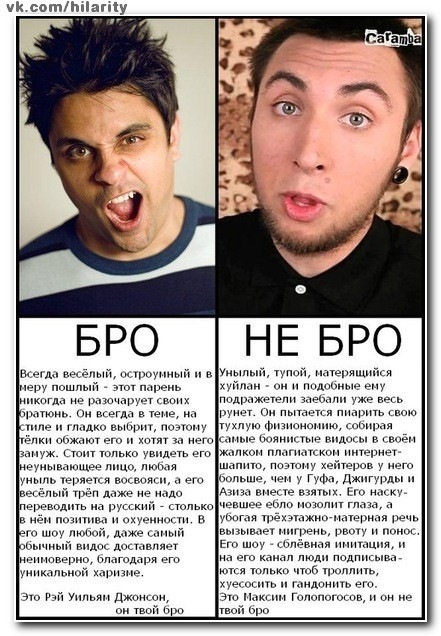 vk.com/hilarity
Caramba
БРО
НЕ БРО
Всегда весёлый, остроумный и в
меру пошлый - этот парень
никогда не разочарует своих
братюнь. Он всегда в теме, на
стиле и гладко выбрит, поэтому
тёлки обжают его и хотят за него
замуж. Стоит только увидеть его
неунывающее лицо, любая
уныль теряется восвояси, а его
весёлый трёп даже не надо
переводить на русский - столько
в нём позитива и охуенности. В
его шоу любой, даже самый
обычный видос доставляет
неимоверно, благодаря его
уникальной харизме.
Это Рэй Уильям Джонсон,
он твой бро
Унылый, тупой, матерящийся
хуйлан - он и подобные ему
подражетели заебали уже весь
рунет. Он пытается пиарить свою
тухлую физиономию, собирая
самые боянистые видосы в своём
жалком плагиатском интернет-
шапито, поэтому хейтеров у него
больше, чем у Гуфа, Джигурды и
Азиза вместе взятых. Его наску-
чевшее ебло мозолит глаза, а
убогая трёхэтажно-матерная речь
вызывает мигрень, рвоту и понос.
Его шоу - сблёвная имитация, и
на его канал люди подписыва-
ются только чтоб троллить,
хуесосить и гандонить его.
Это Максим Голопогосов, и он не
твой бро